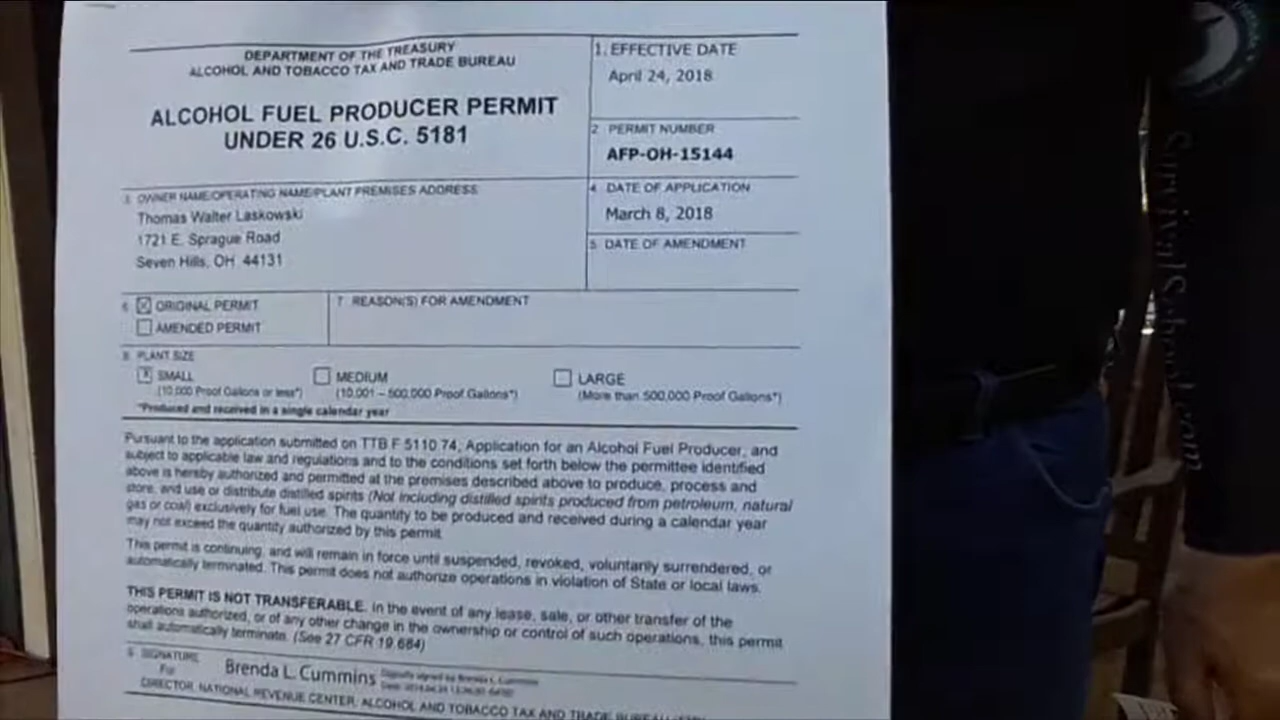 DEPARTMENT OF THE TREASURY
ALCOHOL AND TOBACCO TAX AND TRADE BUREAU
ALCOHOL FUEL PRODUCER PERMIT
UNDER 26 U.S.C. 5181
1. EFFECTIVE DATE
April 24, 2018
2 PERMIT NUMBER
AFP-OH-15144
3. OWNER NAME/OPERATING NAME/PLANT PREMISES ADDRESS
Thomas Walter Laskowski
1721 E. Sprague Road
Seven Hills, OH 44131
4. DATE OF APPLICATION
March 8, 2018
5. DATE OF AMENDMENT
6. ORIGINAL PERMIT
AMENDED PERMIT
7. REASON(S) FOR AMENDMENT
8. PLANT SIZE
X SMALL
(10,000 Proof Gallons or less*)
MEDIUM
(10,001 – 500,000 Proof Gallons*)
LARGE
(More than 500,000 Proof Gallons*)
*Produced and received in a single calendar year
Pursuant to the application submitted on TTB F 5110.74, Application for an Alcohol Fuel Producer, and
subject to applicable law and regulations and to the conditions set forth below the permittee identified
above is hereby authorized and permitted at the premises described above to produce, process and
store, and use or distribute distilled spirits (Not including distilled spirits produced from petroleum, natural
gas or coal) exclusively for fuel use. The quantity to be produced and received during a calendar year
may not exceed the quantity authorized by this permit.
This permit is continuing, and will remain in force until suspended, revoked, voluntarily surrendered, or
automatically terminated. This permit does not authorize operations in violation of State or local laws.
THIS PERMIT IS NOT TRANSFERABLE. In the event of any lease, sale, or other transfer of the
operations authorized, or of any other change in the ownership or control of such operations, this permit
shall automatically terminate. (See 27 CFR 19.684)
9. SIGNATURE
For
Brenda L. Cummins
Digitally signed by Brenda L. Cummins
DIRECTOR, NATIONAL REVENUE CENTER, ALCOHOL AND TOBACCO TAX AND TRADE BUREAU
SurvivalSchool.com